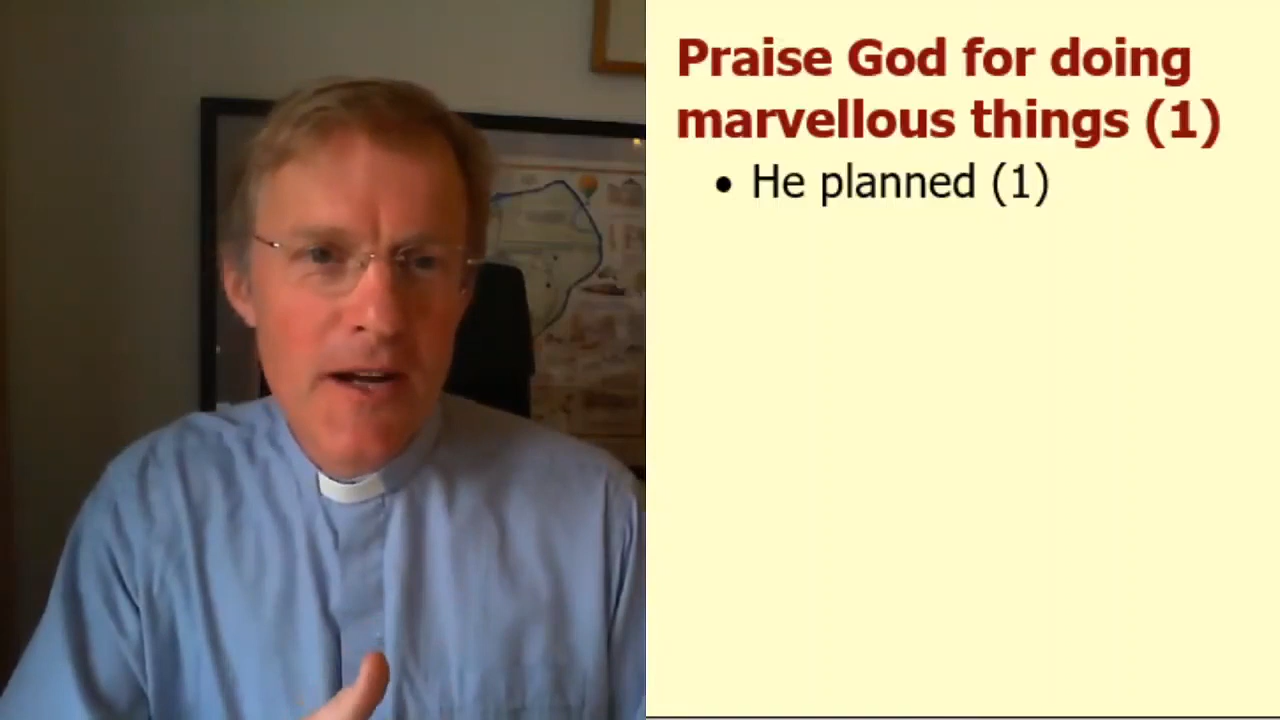 Praise God for doing
marvellous things (1)
• He planned (1)